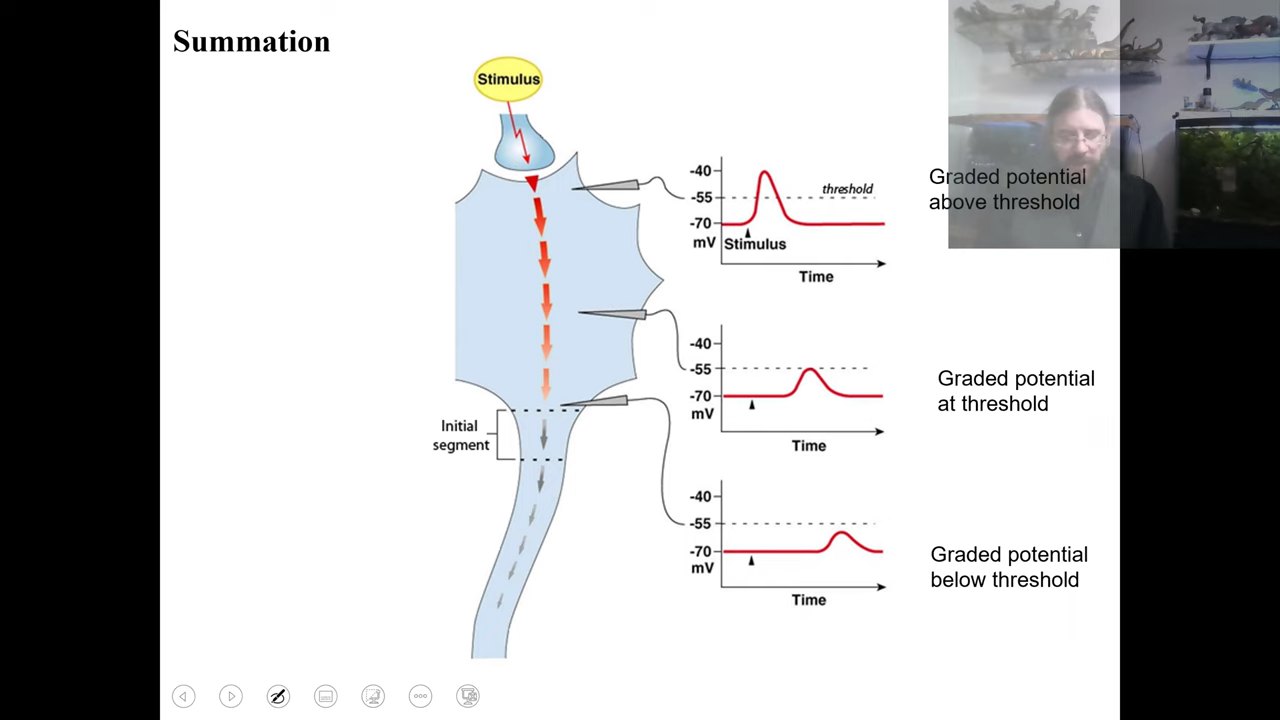 Summation
Stimulus
-40
-55
-70
mV
threshold
Stimulus
Time
Graded potential
above threshold
-40
-55
-70
mV
Time
Graded potential
at threshold
Initial
segment
-40
-55
-70
mV
Time
Graded potential
below threshold